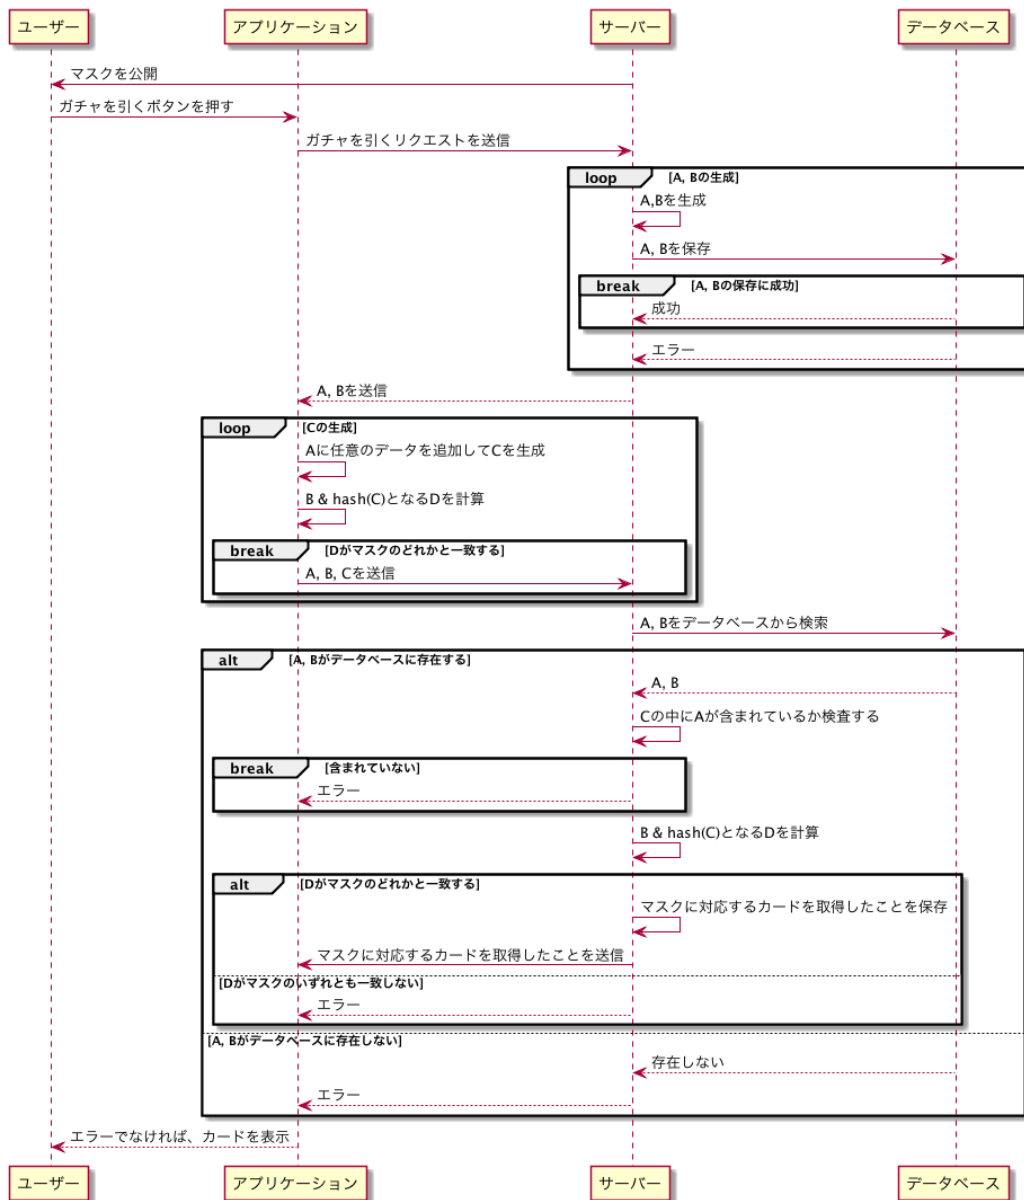 ユーザー
アプリケーション
サーバー
データベース
マスクを公開
ガチャを引くボタンを押す
ガチャを引くリクエストを送信
loop [A, Bの生成]
A,Bを生成
A, Bを保存
break [A, Bの保存に成功]
成功
エラー
A, Bを送信
loop [Cの生成]
Aに任意のデータを追加してCを生成
B & hash(C)となるDを計算
break [Dがマスクのどれかと一致する]
A, B, Cを送信
A, Bをデータベースから検索
alt [A, Bがデータベースに存在する]
A, B
Cの中にAが含まれているか検査する
break [含まれていない]
エラー
B & hash(C)となるDを計算
alt [Dがマスクのどれかと一致する]
マスクに対応するカードを取得したことを保存
マスクに対応するカードを取得したことを送信
[Dがマスクのいずれとも一致しない]
エラー
[A, Bがデータベースに存在しない]
存在しない
エラー
エラーでなければ、カードを表示
ユーザー
アプリケーション
サーバー
データベース